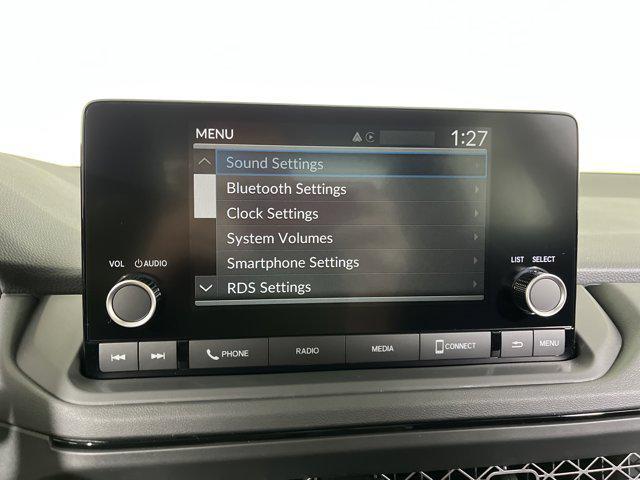 MENU 1:27
Sound Settings
Bluetooth Settings
Clock Settings
System Volumes
Smartphone Settings
RDS Settings
VOL AUDIO
LIST SELECT
PHONE
RADIO
MEDIA
CONNECT
MENU